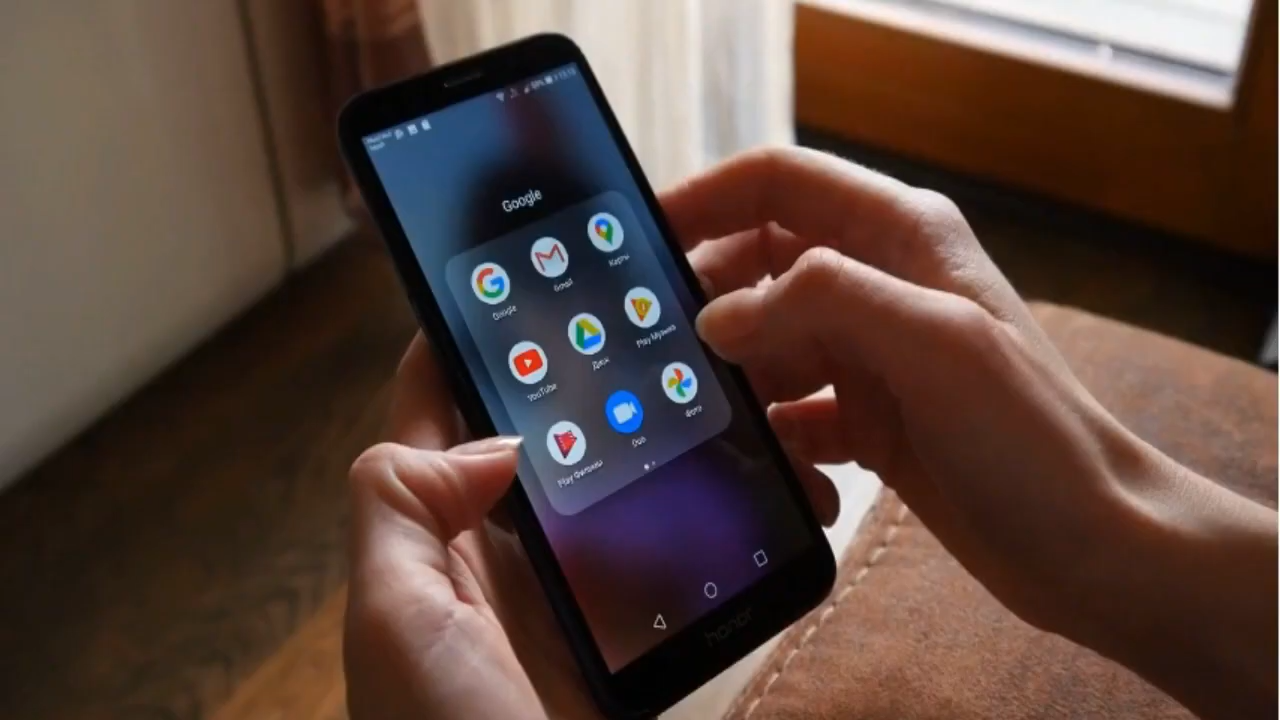 Google
Google
Gmail
Карты
YouTube
Диск
Play Музыка
Play Фильмы
Duo
Фото
honor